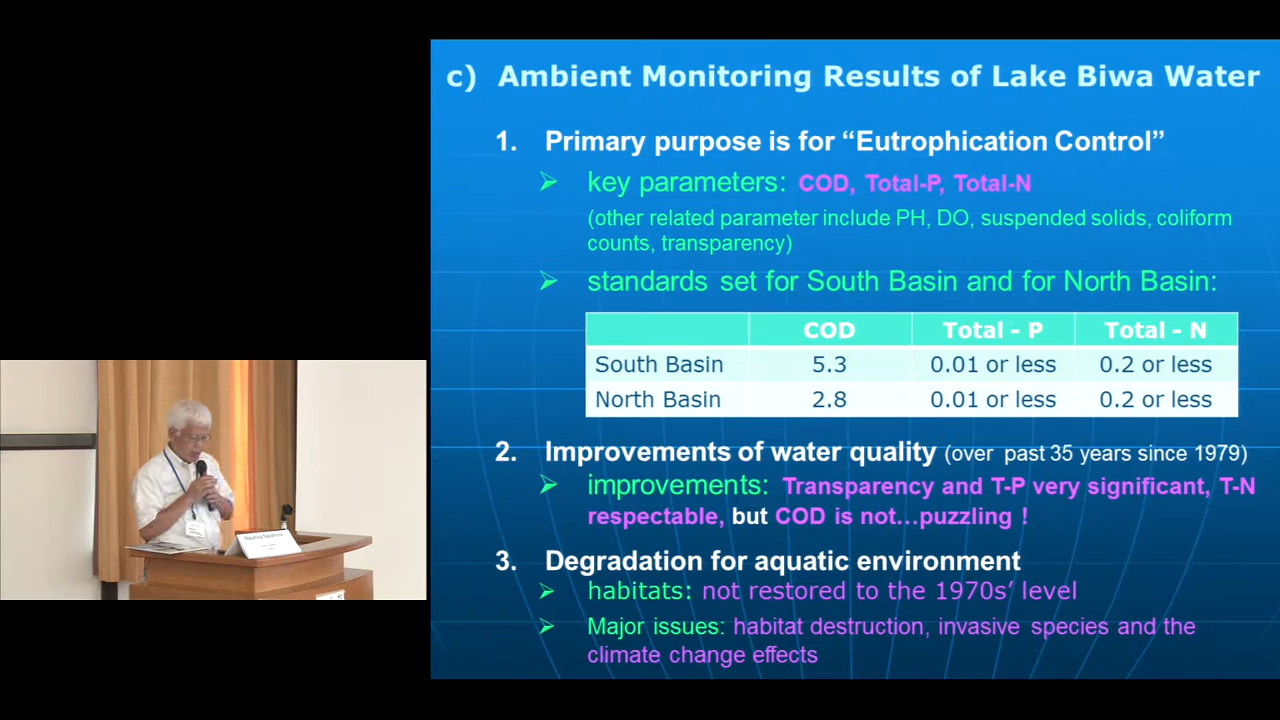 c) Ambient Monitoring Results of Lake Biwa Water
1. Primary purpose is for “Eutrophication Control”
key parameters: COD, Total-P, Total-N
(other related parameter include PH, DO, suspended solids, coliform
counts, transparency)
standards set for South Basin and for North Basin:
COD Total - P Total - N
South Basin 5.3 0.01 or less 0.2 or less
North Basin 2.8 0.01 or less 0.2 or less
2. Improvements of water quality (over past 35 years since 1979)
improvements: Transparency and T-P very significant, T-N
respectable, but COD is not…puzzling !
3. Degradation for aquatic environment
habitats: not restored to the 1970s’ level
Major issues: habitat destruction, invasive species and the
climate change effects